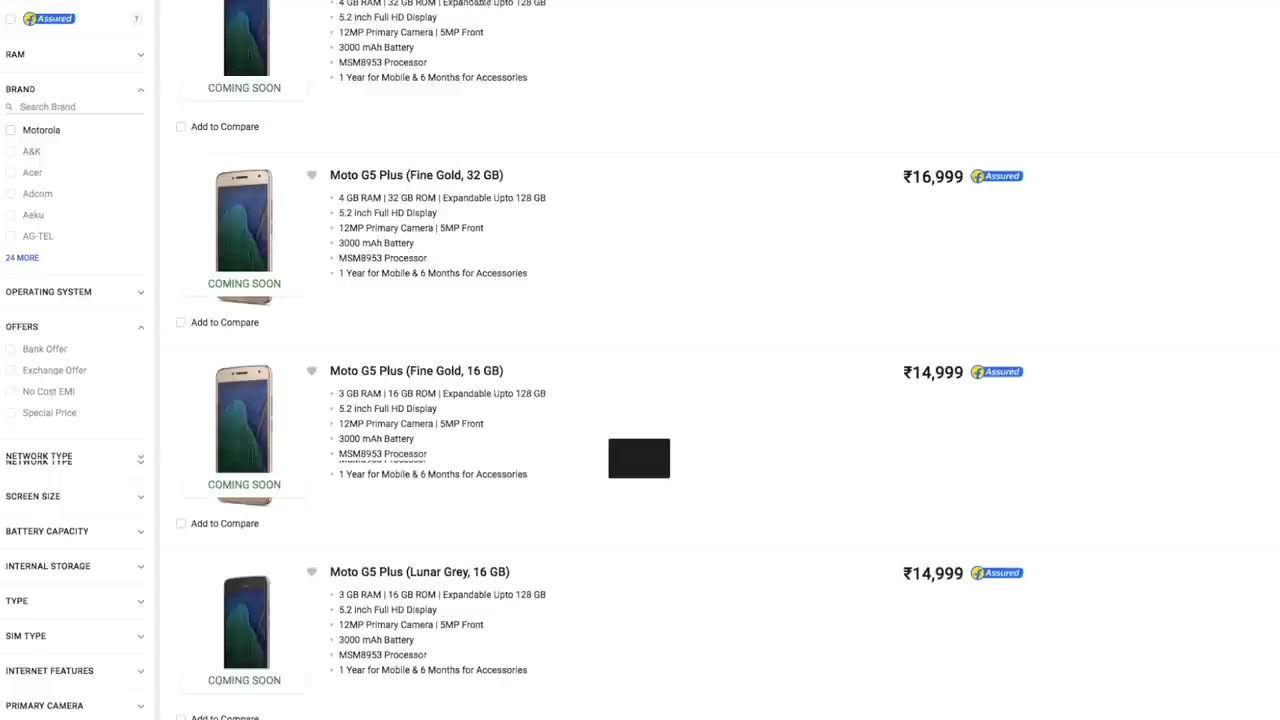 Assured
?
RAM
BRAND
Search Brand
Motorola
A&K
Acer
Adcom
Aeku
AG-TEL
24 MORE
OPERATING SYSTEM
OFFERS
Bank Offer
Exchange Offer
No Cost EMI
Special Price
NETWORK TYPE
NETWORK TYPE
SCREEN SIZE
BATTERY CAPACITY
INTERNAL STORAGE
TYPE
SIM TYPE
INTERNET FEATURES
PRIMARY CAMERA
4 GB RAM | 32 GB ROM | Expandable Upto 128 GB
5.2 inch Full HD Display
12MP Primary Camera | 5MP Front
3000 mAh Battery
MSM8953 Processor
1 Year for Mobile & 6 Months for Accessories
COMING SOON
Add to Compare
Moto G5 Plus (Fine Gold, 32 GB)
₹16,999 Assured
4 GB RAM | 32 GB ROM | Expandable Upto 128 GB
5.2 inch Full HD Display
12MP Primary Camera | 5MP Front
3000 mAh Battery
MSM8953 Processor
1 Year for Mobile & 6 Months for Accessories
COMING SOON
Add to Compare
Moto G5 Plus (Fine Gold, 16 GB)
₹14,999 Assured
3 GB RAM | 16 GB ROM | Expandable Upto 128 GB
5.2 inch Full HD Display
12MP Primary Camera | 5MP Front
3000 mAh Battery
MSM8953 Processor
1 Year for Mobile & 6 Months for Accessories
COMING SOON
Add to Compare
Moto G5 Plus (Lunar Grey, 16 GB)
₹14,999 Assured
3 GB RAM | 16 GB ROM | Expandable Upto 128 GB
5.2 inch Full HD Display
12MP Primary Camera | 5MP Front
3000 mAh Battery
MSM8953 Processor
1 Year for Mobile & 6 Months for Accessories
COMING SOON
Add to Compare